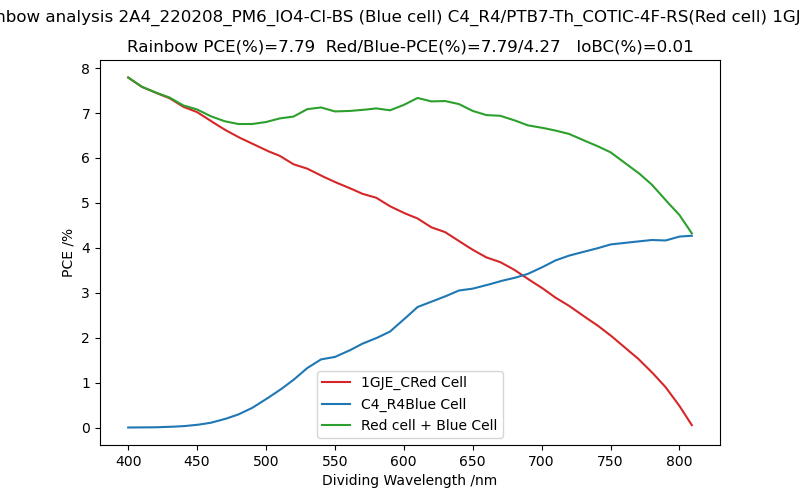 nbow analysis 2A4_220208_PM6_IO4-Cl-BS (Blue cell) C4_R4/PTB7-Th_COTIC-4F-RS(Red cell) 1GJ
Rainbow PCE(%)=7.79 Red/Blue-PCE(%)=7.79/4.27 IoBC(%)=0.01
8
7
6
5
4
3
2
1
0
PCE /%
1GJE_CRed Cell
C4_R4Blue Cell
Red cell + Blue Cell
400 450 500 550 600 650 700 750 800
Dividing Wavelength /nm